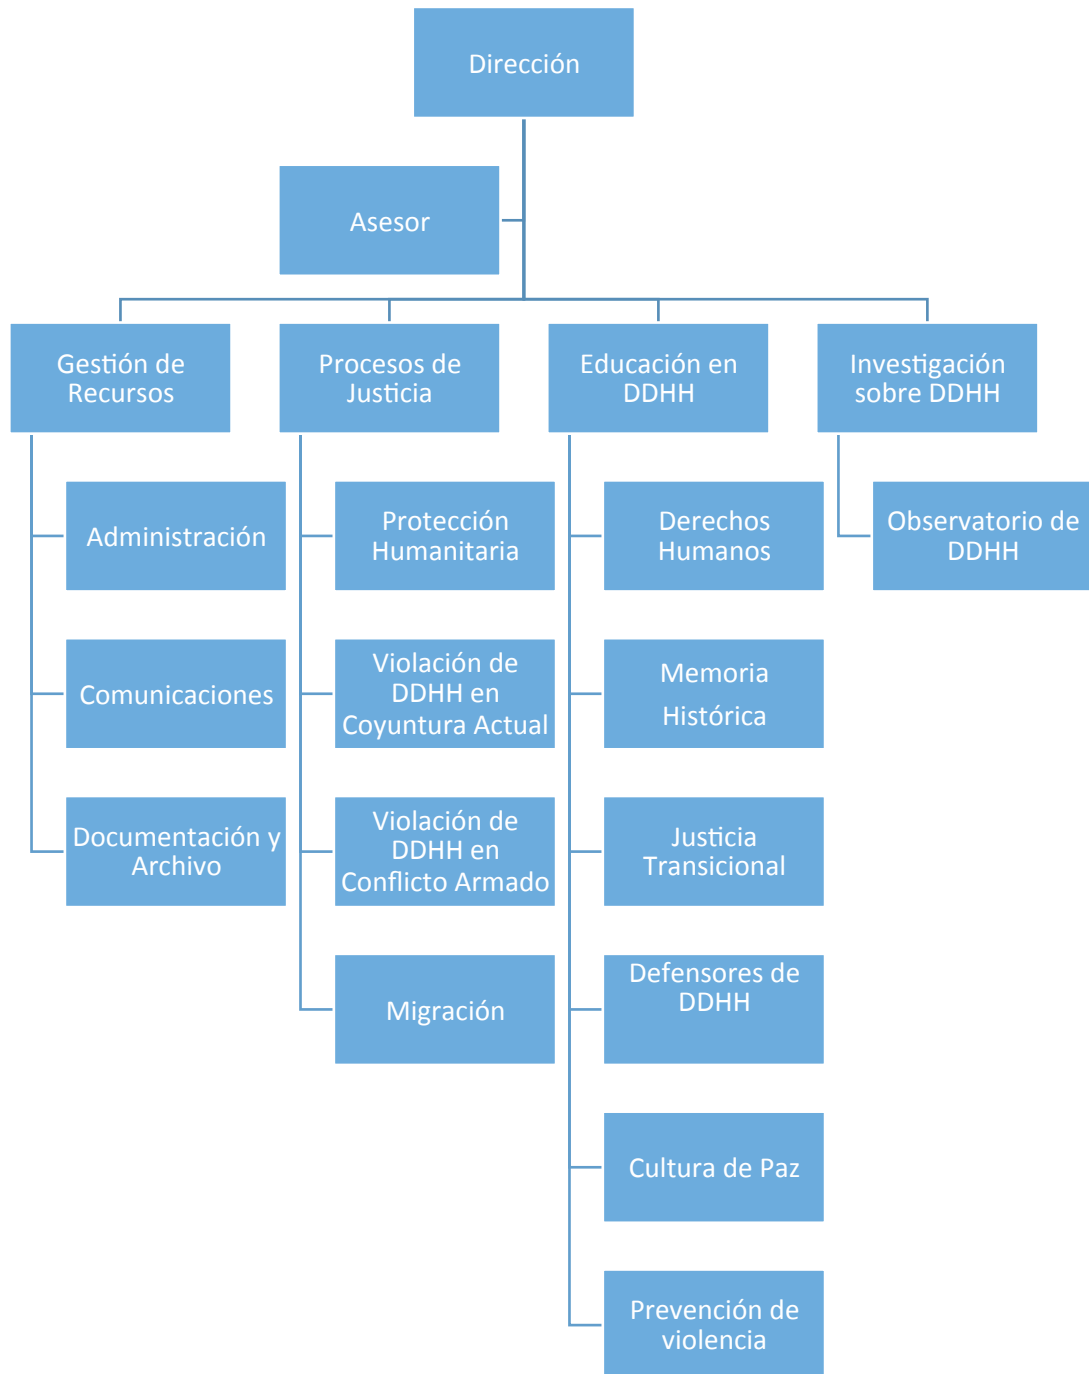 Dirección
Asesor
Gestión de
Recursos
Procesos de
Justicia
Educación en
DDHH
Investigación
sobre DDHH
Administración
Comunicaciones
Documentación y
Archivo
Protección
Humanitaria
Violación de
DDHH en
Coyuntura Actual
Violación de
DDHH en
Conflicto Armado
Migración
Derechos
Humanos
Memoria
Histórica
Justicia
Transicional
Defensores de
DDHH
Cultura de Paz
Prevención de
violencia
Observatorio de
DDHH